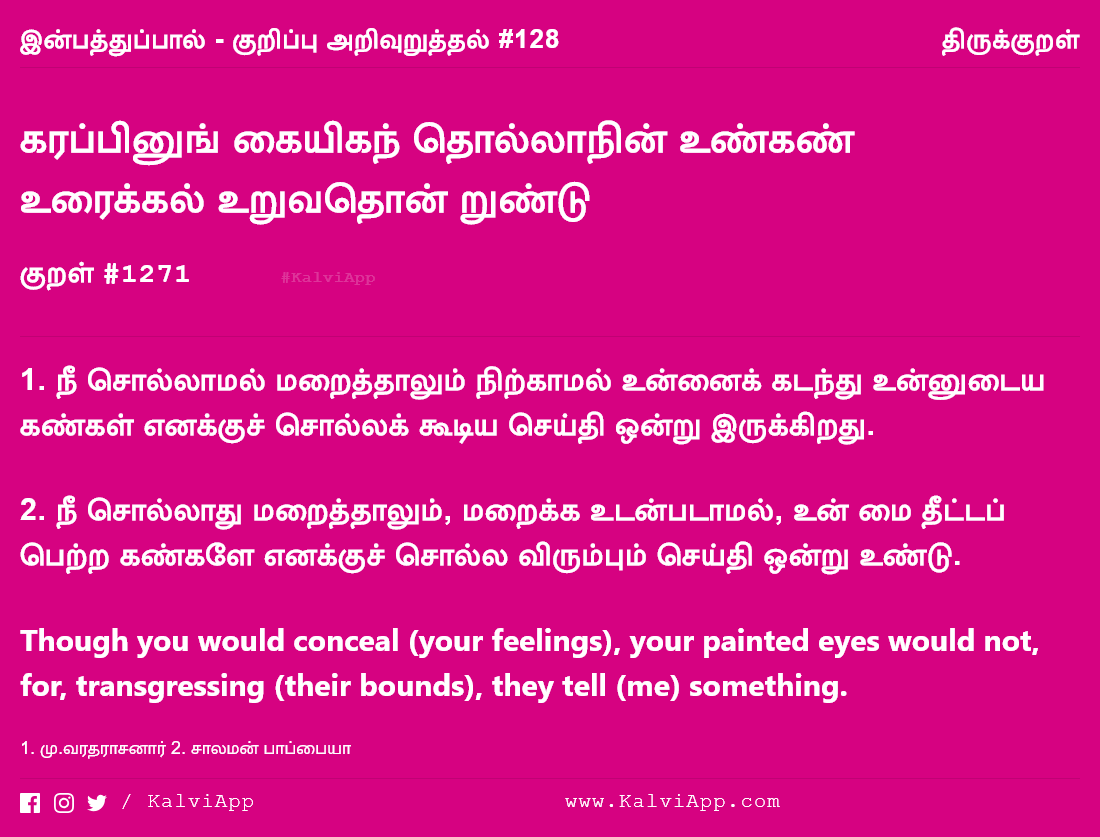 இன்பத்துப்பால் - குறிப்பு அறிவுறுத்தல் #128 திருக்குறள்
கரப்பினுங் கையிகந் தொல்லாநின் உண்கண்
உரைக்கல் உறுவதொன் றுண்டு
குறள் #1271 #KalviApp
1. நீ சொல்லாமல் மறைத்தாலும் நிற்காமல் உன்னைக் கடந்து உன்னுடைய
கண்கள் எனக்குச் சொல்லக் கூடிய செய்தி ஒன்று இருக்கிறது.
2. நீ சொல்லாது மறைத்தாலும், மறைக்க உடன்படாமல், உன் மை தீட்டப்
பெற்ற கண்களே எனக்குச் சொல்ல விரும்பும் செய்தி ஒன்று உண்டு.
Though you would conceal (your feelings), your painted eyes would not,
for, transgressing (their bounds), they tell (me) something.
1. மு.வரதராசனார் 2. சாலமன் பாப்பையா
/ KalviApp www.KalviApp.com